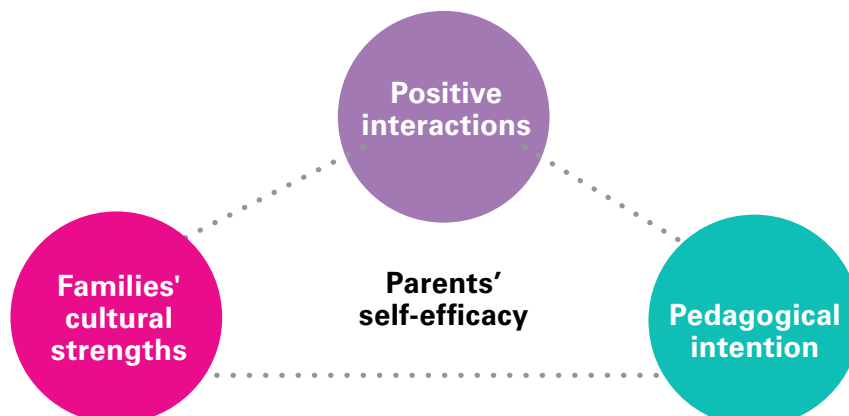 Positive
interactions
Families'
cultural
strengths
Parents’
self-efficacy
Pedagogical
intention